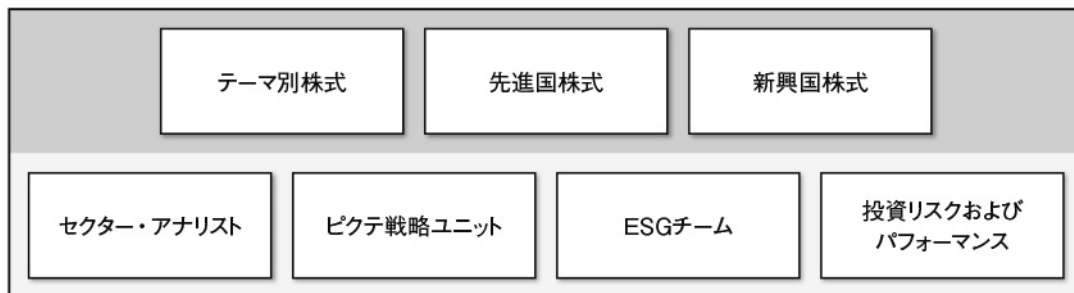 テーマ別株式
先進国株式
新興国株式
セクター・アナリスト
ピクテ戦略ユニット
ESGチーム
投資リスクおよび
パフォーマンス